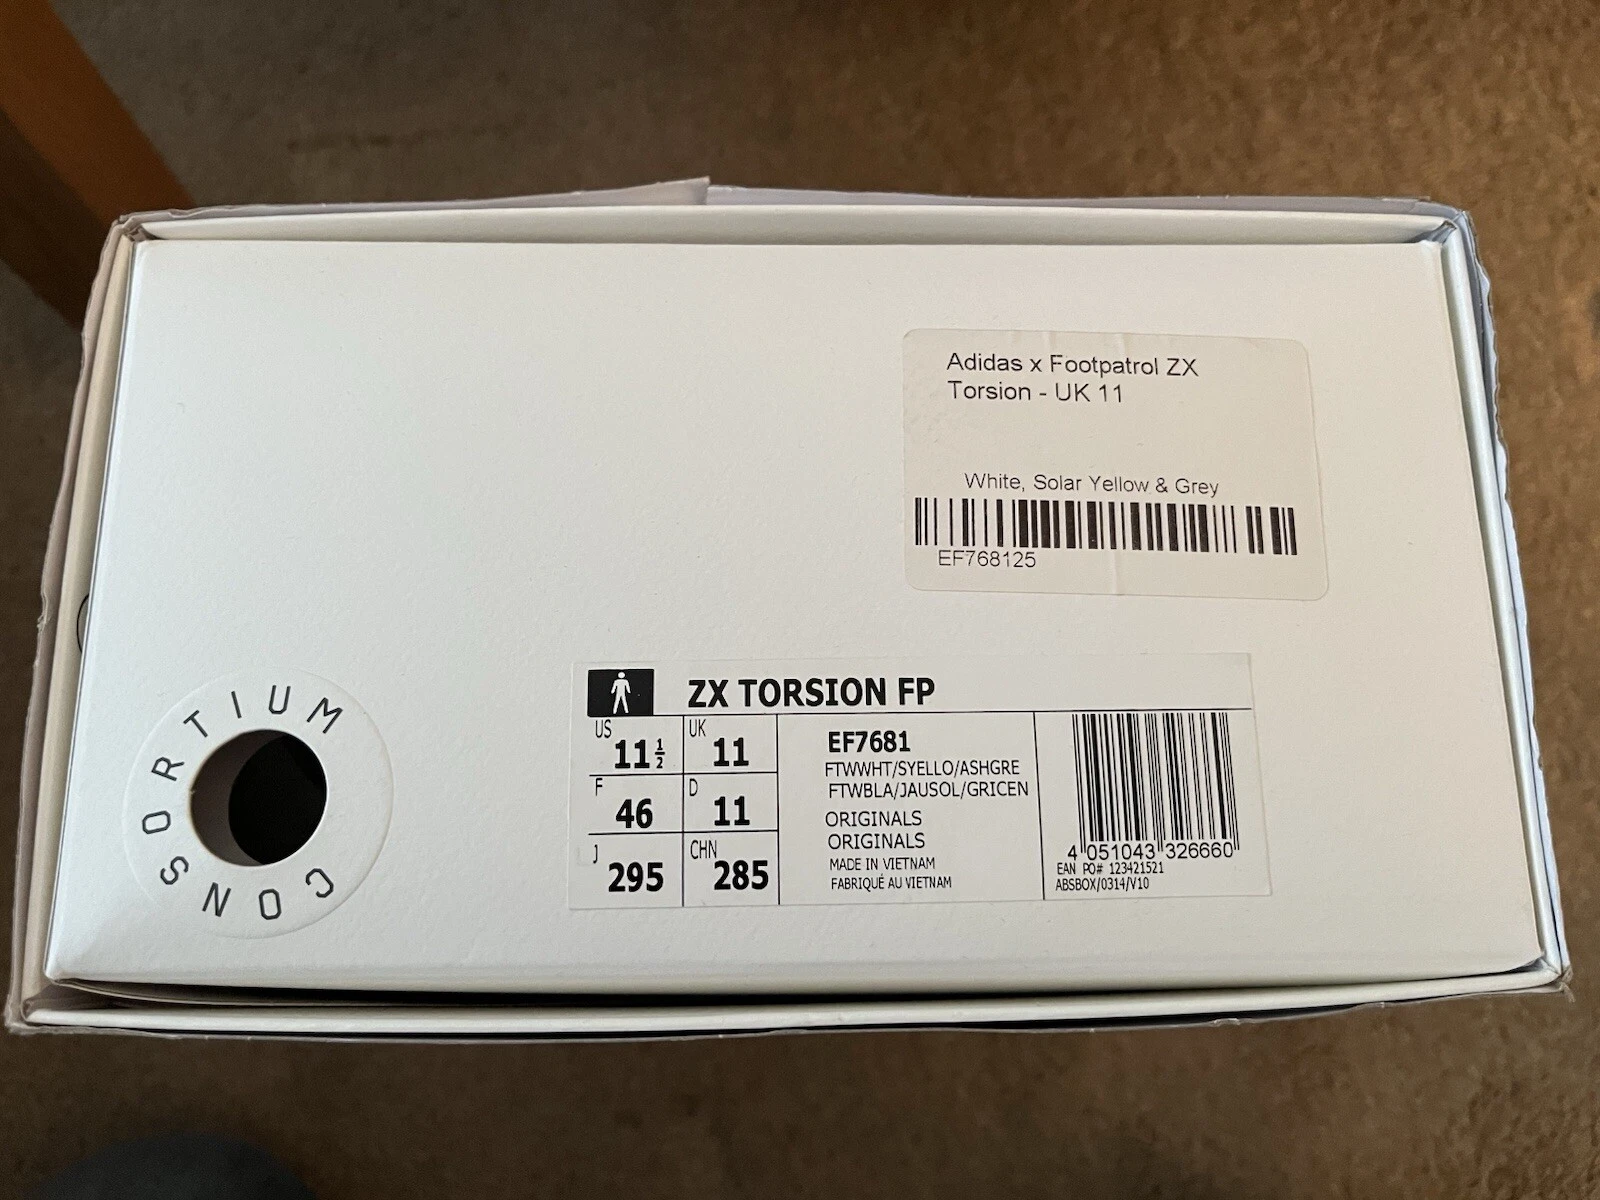 Adidas x Footpatrol ZX
Torsion - UK 11
White, Solar Yellow & Grey
EF768125
CONSORTIUM
ZX TORSION FP
US 11½
UK 11
F 46
D 11
J 295
CHN 285
EF7681
FTWWHT/SYELLO/ASHGRE
FTWBLA/JAUSOL/GRICEN
ORIGINALS
ORIGINALS
MADE IN VIETNAM
FABRIQUÉ AU VIETNAM
4 051043 326660
EAN PO# 123421521
ABSBOX/0314/V10